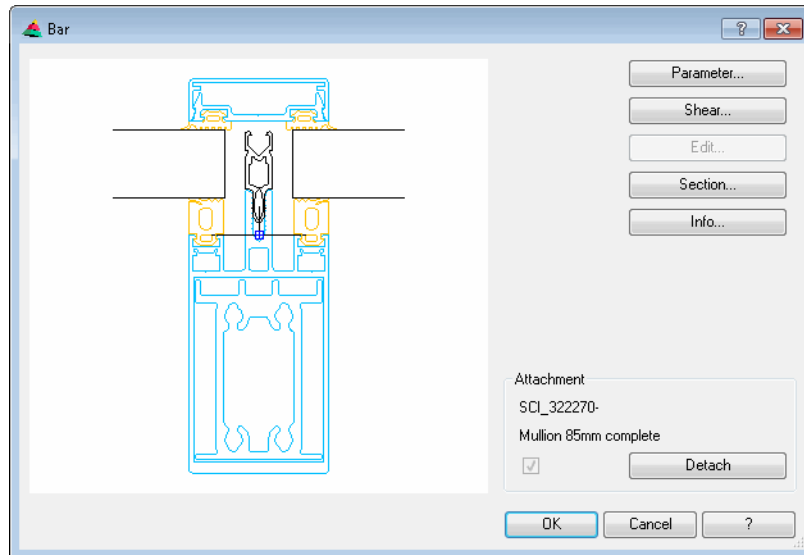 Bar
?
Parameter...
Shear...
Edit...
Section...
Info...
Attachment
SCI_322270-
Mullion 85mm complete
Detach
OK
Cancel
?